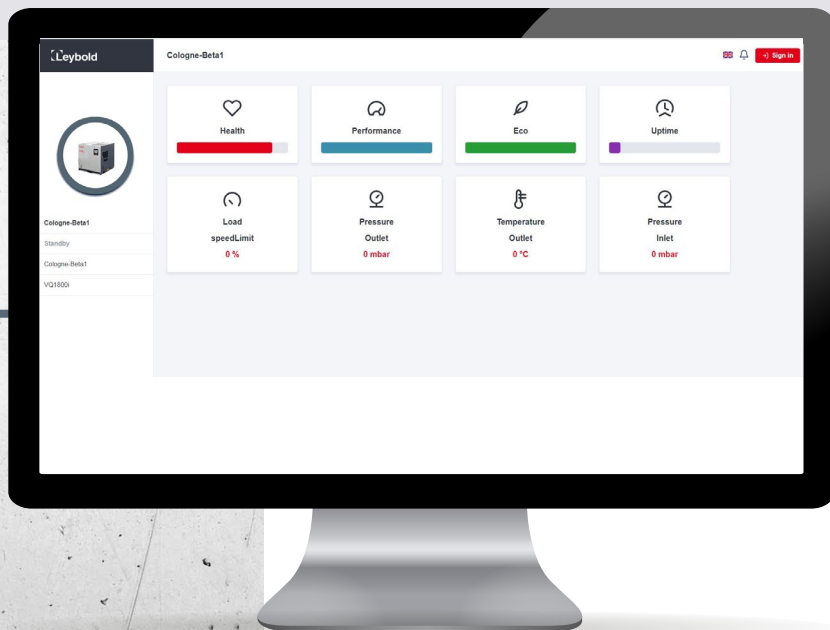 Leybold
Cologne-Beta1
Sign in
Health
Performance
Eco
Uptime
Load
speedLimit
0 %
Pressure
Outlet
0 mbar
Temperature
Outlet
0 °C
Pressure
Inlet
0 mbar
Cologne-Beta1
Standby
Cologne-Beta1
VQ1800i